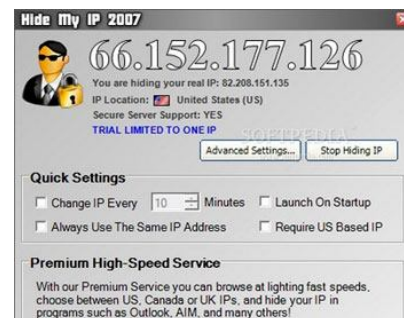 Hide My IP 2007
66.152.177.126
You are hiding your real IP: 82.208.151.135
IP Location: United States (US)
Secure Server Support: YES
TRIAL LIMITED TO ONE IP
SOFTPEDIA
Advanced Settings... Stop Hiding IP
Quick Settings
Change IP Every 10 Minutes Launch On Startup
Always Use The Same IP Address Require US Based IP
Premium High-Speed Service
With our Premium Service you can browse at lighting fast speeds,
choose between US, Canada or UK IPs, and hide your IP in
programs such as Outlook, AIM, and many others!